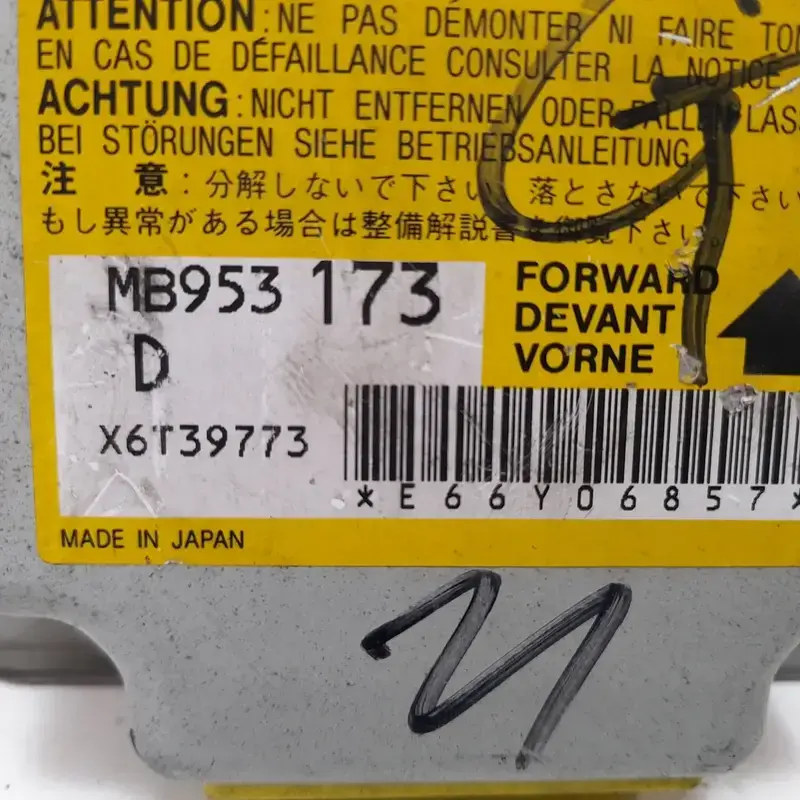 ATTENTION:NE PAS DÉMONTER NI FAIRE
EN CAS DE DÉFAILLANCE CONSULTER LA NOTICE
ACHTUNG:NICHT ENTFERNEN ODER FALLEN LAS
BEI STÖRUNGEN SIEHE BETRIEBSANLEITUNG
注 意:分解しないで下さい 落とさないで下さい
もし異常がある場合は整備解説書を御覧下さい。
MB953 173
D
X6T39773
FORWARD
DEVANT
VORNE
*E66Y06857*
MADE IN JAPAN